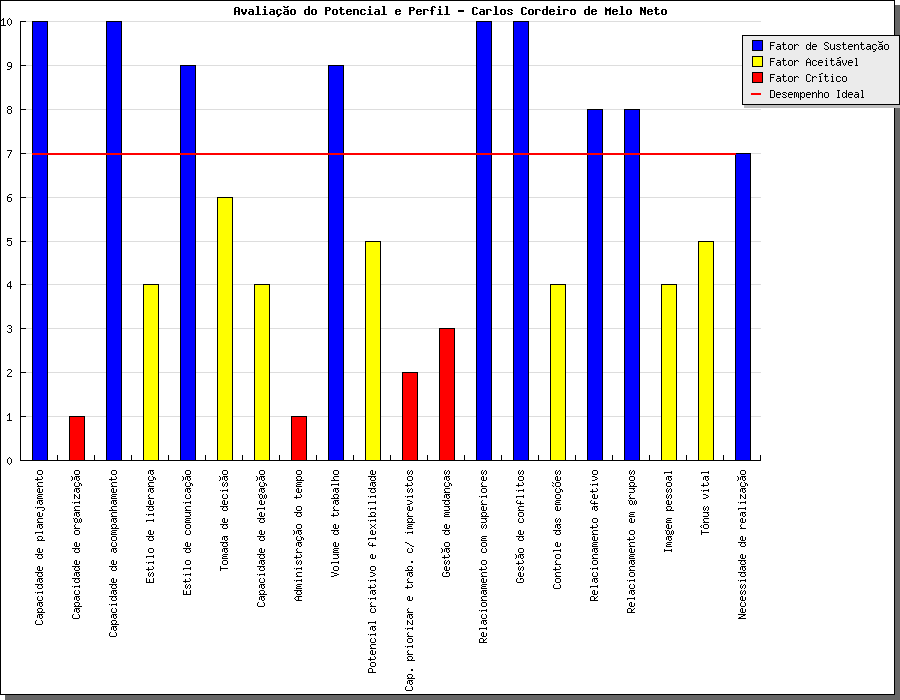 Avaliação do Potencial e Perfil - Carlos Cordeiro de Melo Neto
Fator de Sustentação
Fator Aceitável
Fator Crítico
Desempenho Ideal
10
9
8
7
6
5
4
3
2
1
0
Capacidade de planejamento
Capacidade de organização
Capacidade de acompanhamento
Estilo de liderança
Estilo de comunicação
Tomada de decisão
Capacidade de delegação
Administração do tempo
Volume de trabalho
Potencial criativo e flexibilidade
Cap. priorizar e trab. c/ imprevistos
Gestão de mudanças
Relacionamento com superiores
Gestão de conflitos
Controle das emoções
Relacionamento afetivo
Relacionamento em grupos
Imagem pessoal
Tônus vital
Necessidade de realização